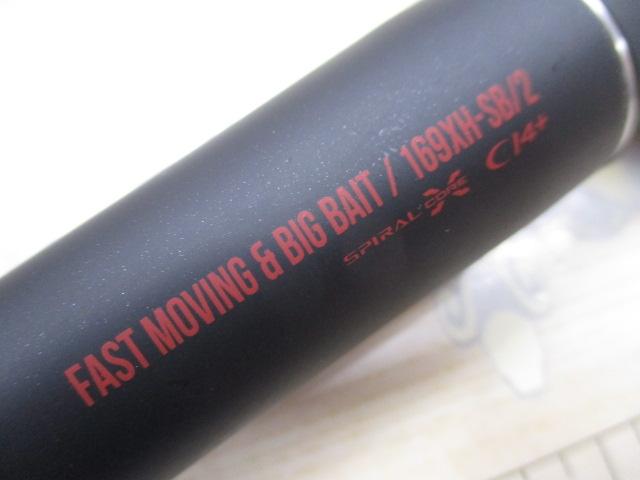 FAST MOVING & BIG BAIT / 169XH-SB/2
SPIRAL X CORE CI4+